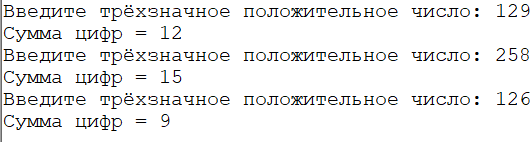 Введите трёхзначное положительное число: 129
Сумма цифр = 12
Введите трёхзначное положительное число: 258
Сумма цифр = 15
Введите трёхзначное положительное число: 126
Сумма цифр = 9